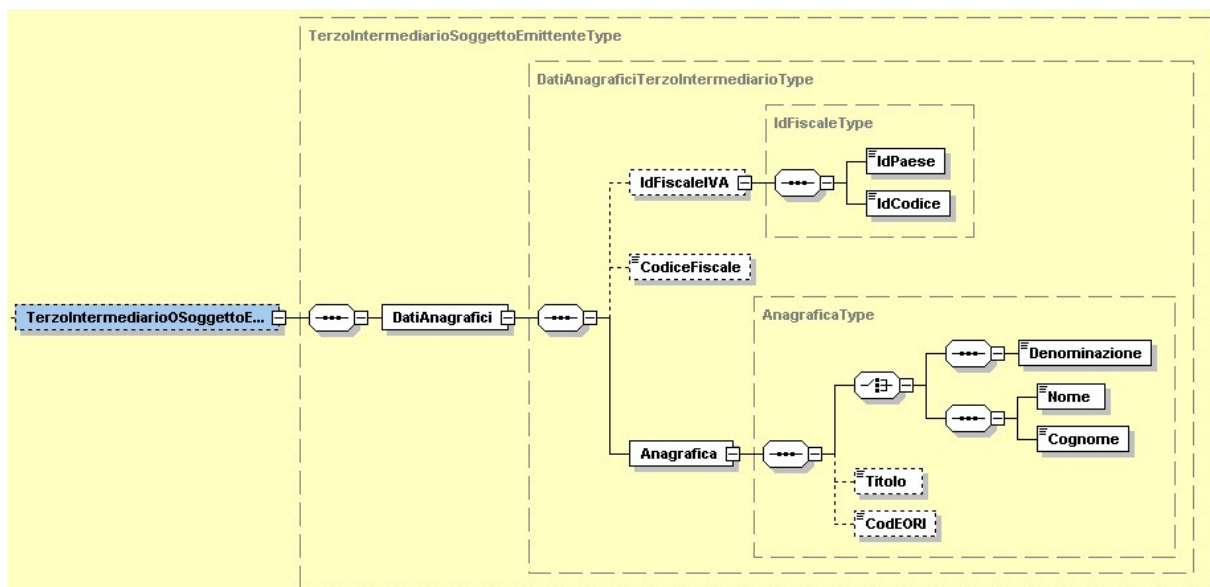 TerzoIntermediarioSoggettoEmittenteType
DatiAnagraficiTerzoIntermediarioType
IdFiscaleType
IdPaese
IdFiscaleIVA
IdCodice
CodiceFiscale
TerzoIntermediarioOSoggettoE...
DatiAnagrafici
AnagraficaType
Denominazione
Nome
Cognome
Anagrafica
Titolo
CodEORI